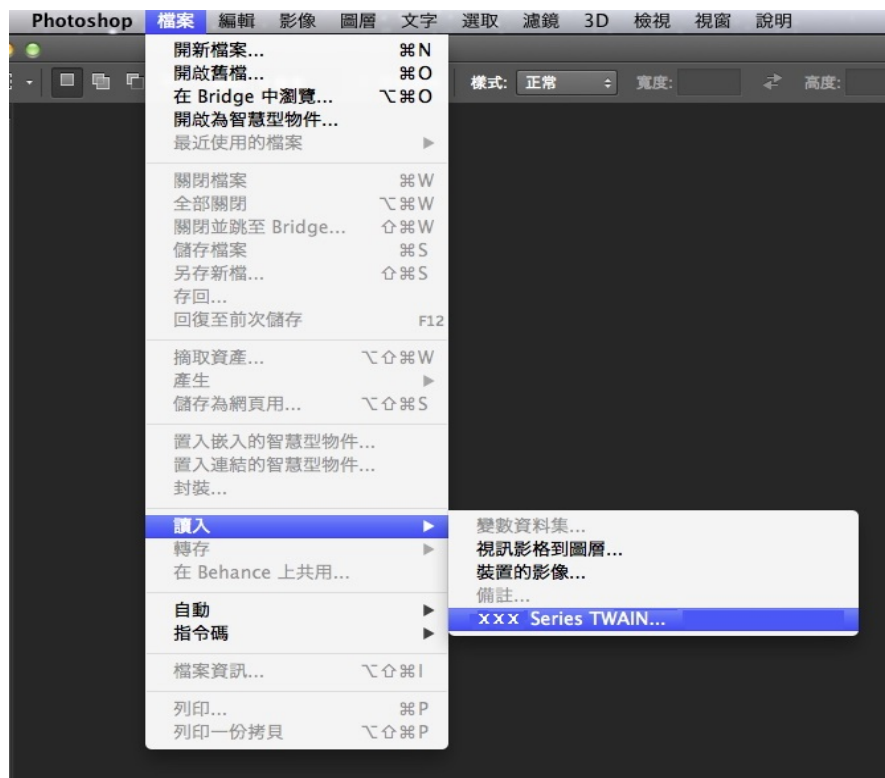 Photoshop 檔案 編輯 影像 圖層 文字 選取 濾鏡 3D 檢視 視窗 說明
樣式: 正常 寬度: 高度:
開新檔案... ⌘N
開啟舊檔... ⌘O
在 Bridge 中瀏覽... ⌥⌘O
開啟為智慧型物件...
最近使用的檔案 ▶
關閉檔案 ⌘W
全部關閉 ⌥⌘W
關閉並跳至 Bridge... ⇧⌘W
儲存檔案 ⌘S
另存新檔... ⇧⌘S
存回...
回復至前次儲存 F12
摘取資產... ⌥⇧⌘W
產生 ▶
儲存為網頁用... ⌥⇧⌘S
置入嵌入的智慧型物件...
置入連結的智慧型物件...
封裝...
讀入 ▶
轉存 ▶
在 Behance 上共用...
自動 ▶
指令碼 ▶
檔案資訊... ⌥⇧⌘I
列印... ⌘P
列印一份拷貝 ⌥⇧⌘P
變數資料集...
視訊影格到圖層...
裝置的影像...
備註...
xxx Series TWAIN...